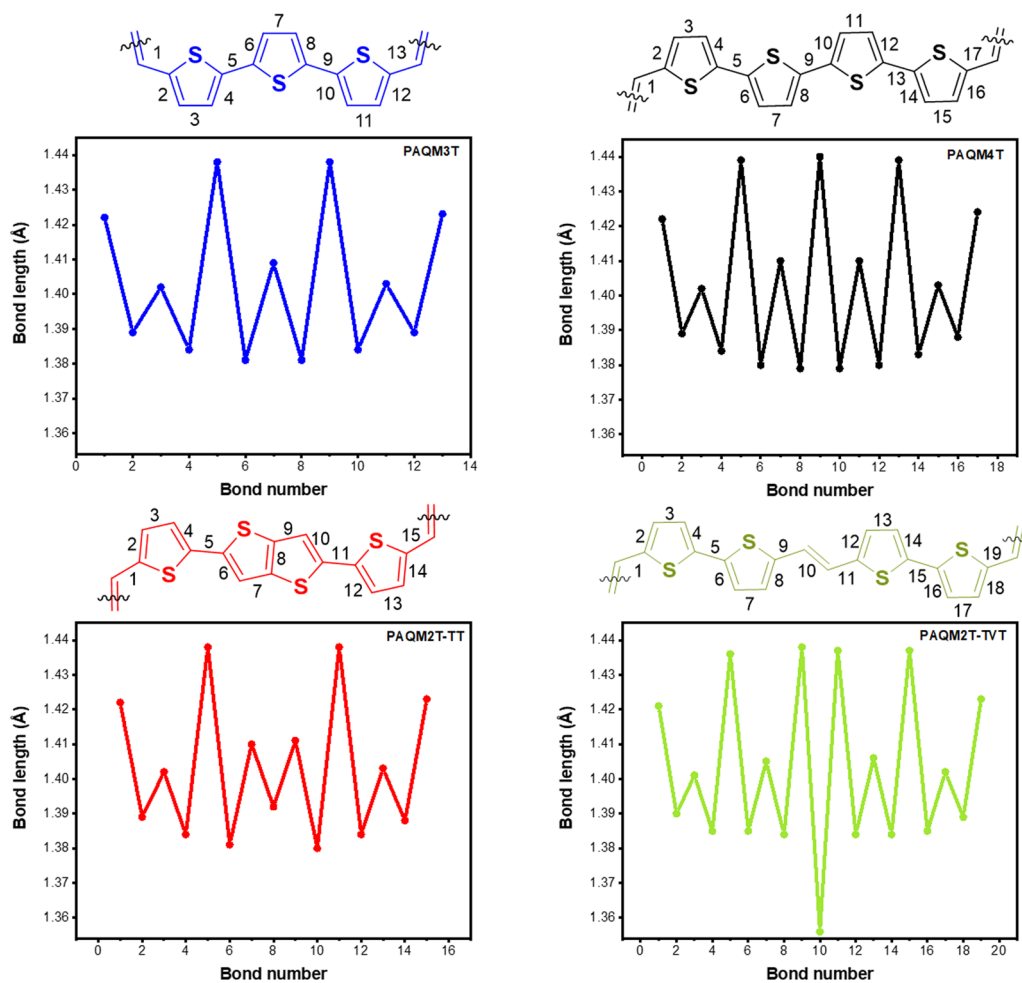 7
6 8
1 S 5 S 9 S 13
2 4 10 12
3 11
PAQM3T
1.44
1.43
1.42
1.41
1.40
1.39
1.38
1.37
1.36
Bond length (Å)
0 2 4 6 8 10 12 14
Bond number
3 11
2 4 10 12
1 S 5 S 9 S 13 S 17
6 8 14 16
7 15
PAQM4T
1.44
1.43
1.42
1.41
1.40
1.39
1.38
1.37
1.36
Bond length (Å)
0 2 4 6 8 10 12 14 16 18
Bond number
3 S 9 15
2 4 8 10 S
1 S 5 6 S 11 14
7 12 13
PAQM2T-TT
1.44
1.43
1.42
1.41
1.40
1.39
1.38
1.37
1.36
Bond length (Å)
0 2 4 6 8 10 12 14 16
Bond number
3 13
2 4 S 9 12 14 S 19
1 S 5 6 8 10 11 S 15 16 18
7 17
PAQM2T-TVT
1.44
1.43
1.42
1.41
1.40
1.39
1.38
1.37
1.36
Bond length (Å)
0 2 4 6 8 10 12 14 16 18 20
Bond number